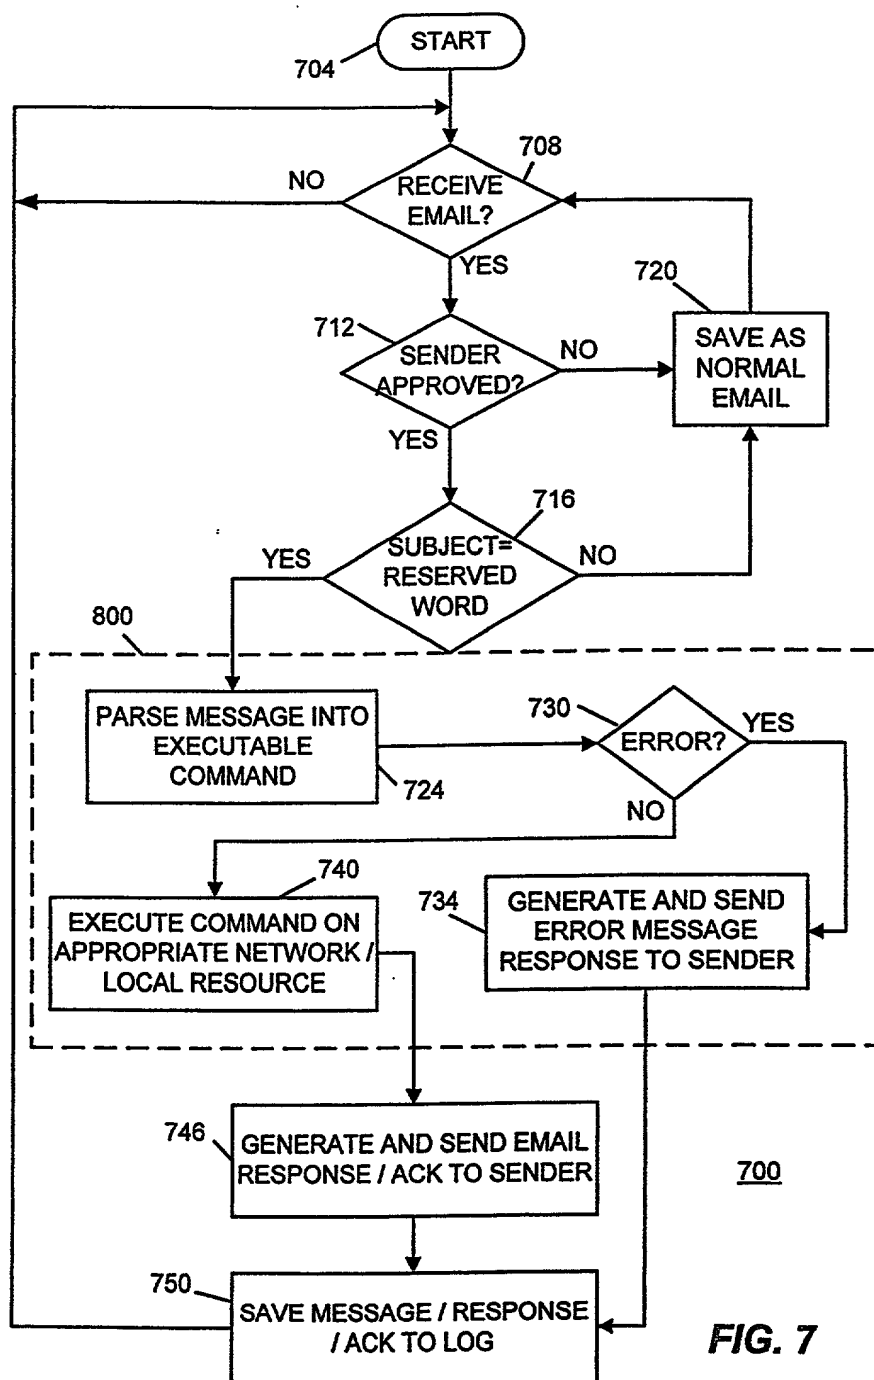 START
704
708
NO
RECEIVE
EMAIL?
YES
720
712
SENDER
APPROVED?
NO
SAVE AS
NORMAL
EMAIL
YES
716
YES
SUBJECT=
RESERVED
WORD
NO
800
PARSE MESSAGE INTO
EXECUTABLE
COMMAND
724
730
ERROR?
YES
NO
740
EXECUTE COMMAND ON
APPROPRIATE NETWORK /
LOCAL RESOURCE
734
GENERATE AND SEND
ERROR MESSAGE
RESPONSE TO SENDER
746
GENERATE AND SEND EMAIL
RESPONSE / ACK TO SENDER
700
750
SAVE MESSAGE / RESPONSE
/ ACK TO LOG
FIG. 7